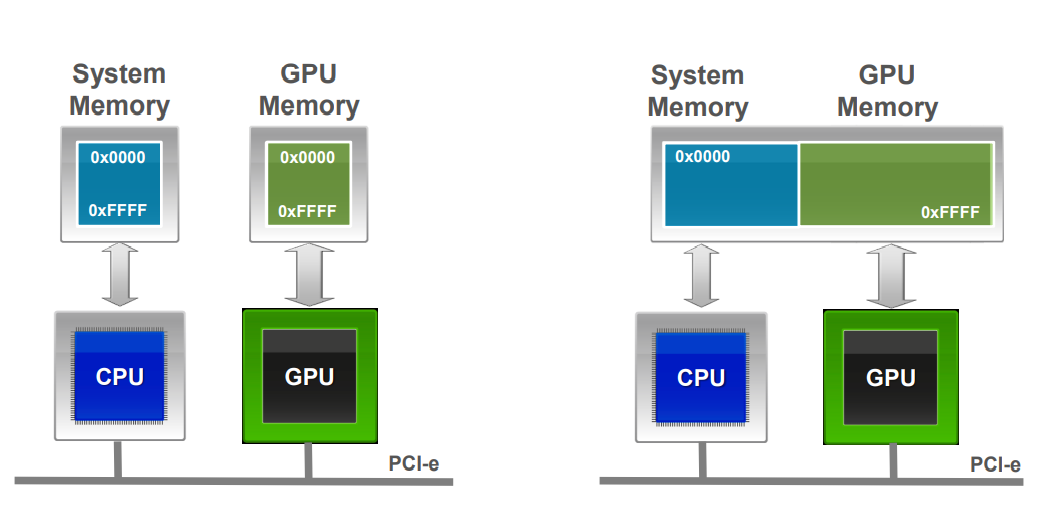 System
Memory
GPU
Memory
0x0000
0xFFFF
0x0000
0xFFFF
CPU
GPU
PCI-e
System
Memory
GPU
Memory
0x0000
0xFFFF
CPU
GPU
PCI-e